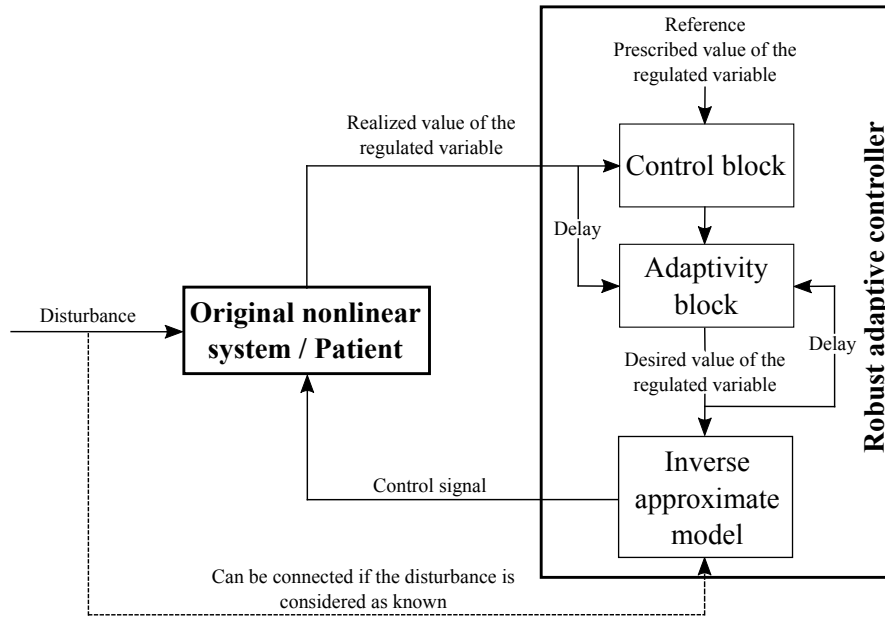 Reference
Prescribed value of the
regulated variable
Realized value of the
regulated variable
Control block
Delay
Adaptivity
block
Disturbance
Original nonlinear
system / Patient
Desired value of the
regulated variable
Delay
Robust adaptive controller
Inverse
approximate
model
Control signal
Can be connected if the disturbance is
considered as known